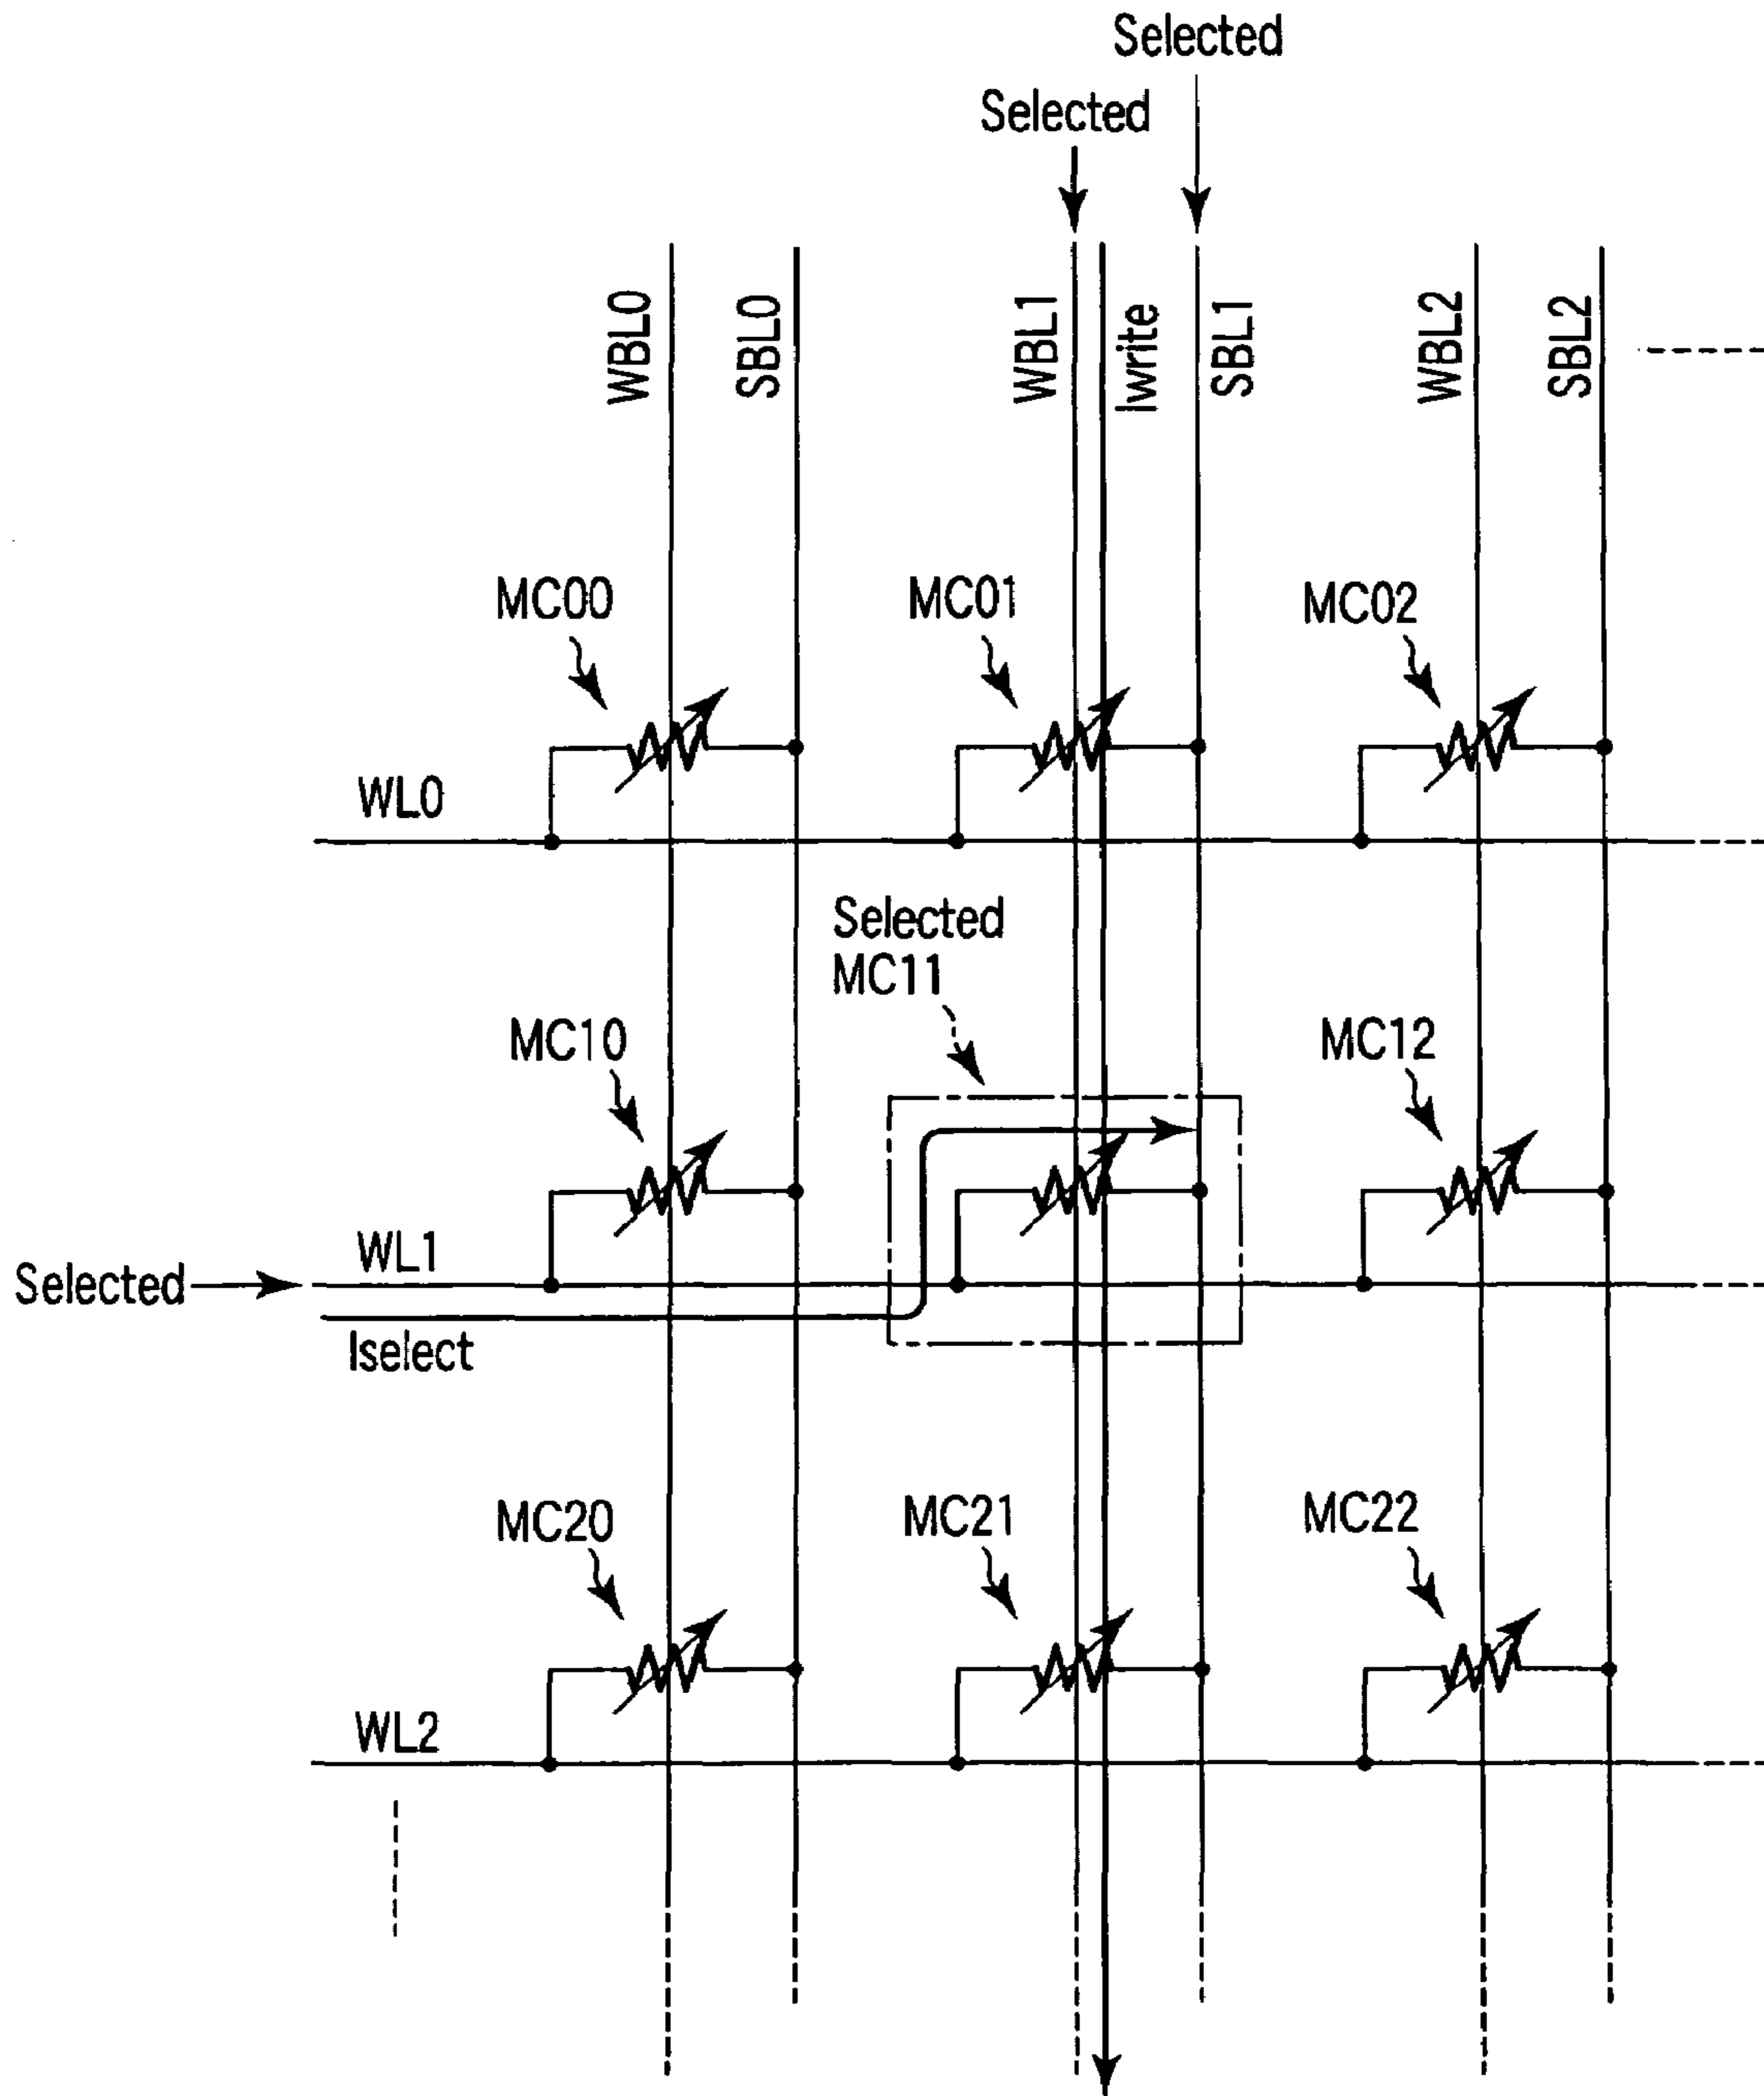 Selected
Selected
WBL0
SBL0
WBL1
Iwrite
SBL1
WBL2
SBL2
MC00
MC01
MC02
WL0
Selected
MC11
MC10
MC12
WL1
Selected
Iselect
MC20
MC21
MC22
WL2